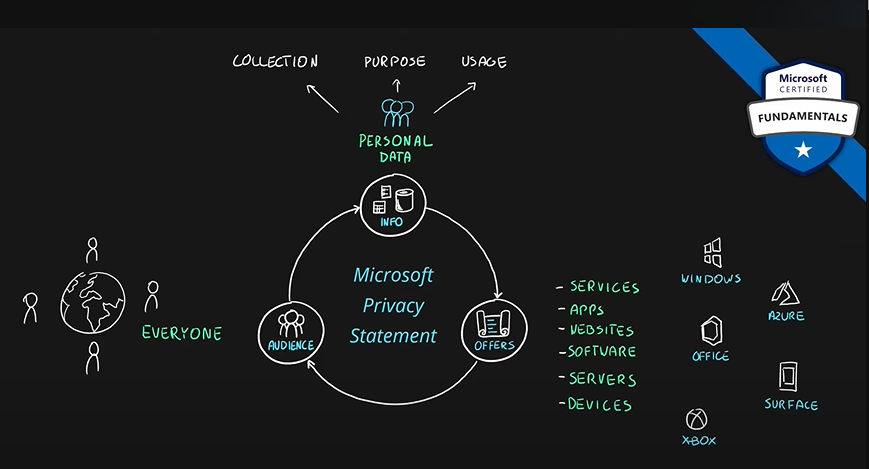 COLLECTION
PURPOSE
USAGE
Microsoft
CERTIFIED
FUNDAMENTALS
PERSONAL
DATA
INFO
Microsoft
Privacy
Statement
AUDIENCE
OFFERS
EVERYONE
- SERVICES
- APPS
- WEBSITES
- SOFTWARE
- SERVERS
- DEVICES
WINDOWS
AZURE
OFFICE
SURFACE
XBOX